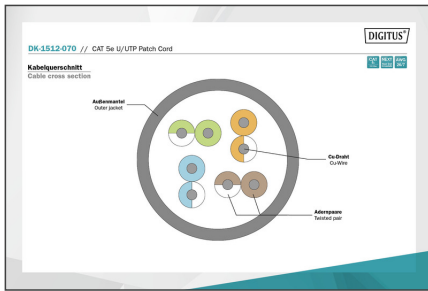 DIGITUS®
DK-1512-070 // CAT 5e U/UTP Patch Cord
Kabelquerschnitt
Cable cross section
Außenmantel
Outer jacket
Cu-Draht
Cu-Wire
Adernpaare
Twisted pair